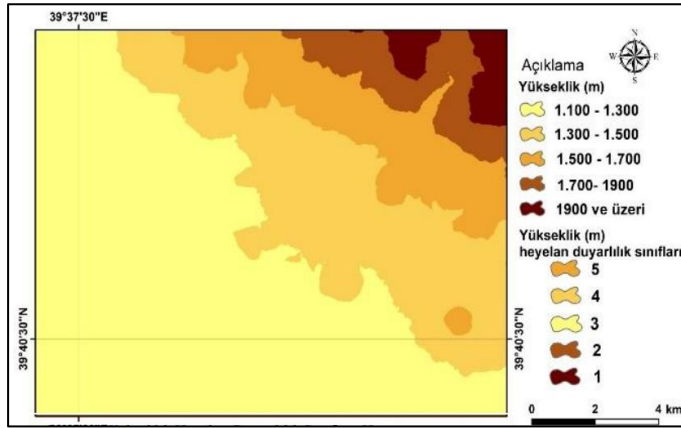 39°37'30"E
Açıklama
N
W E
S
Yükseklik (m)
1.100 - 1.300
1.300 - 1.500
1.500 - 1.700
1.700- 1900
1900 ve üzeri
Yükseklik (m)
heyelan duyarlılık sınıfları
5
4
3
2
1
39°40'30"N
39°40'30"N
0 2 4 km